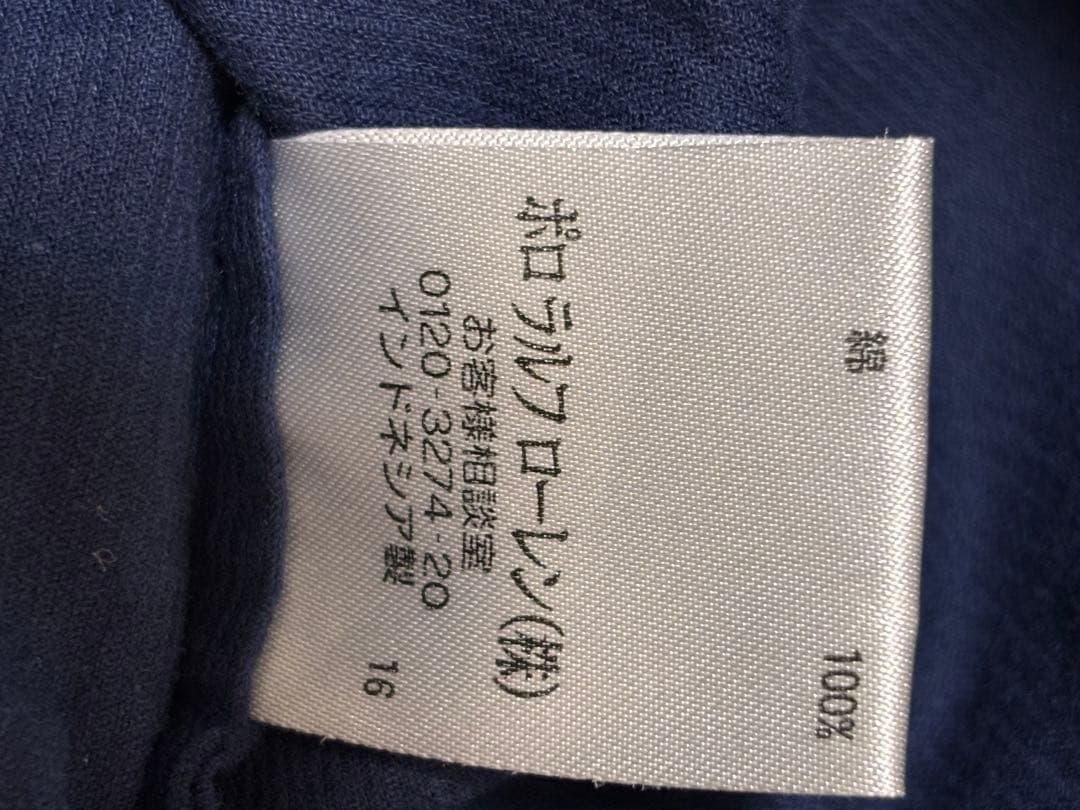 綿 100%
ポロ ラルフローレン(株)
お客様相談室
0120-3274-20
インドネシア製
16